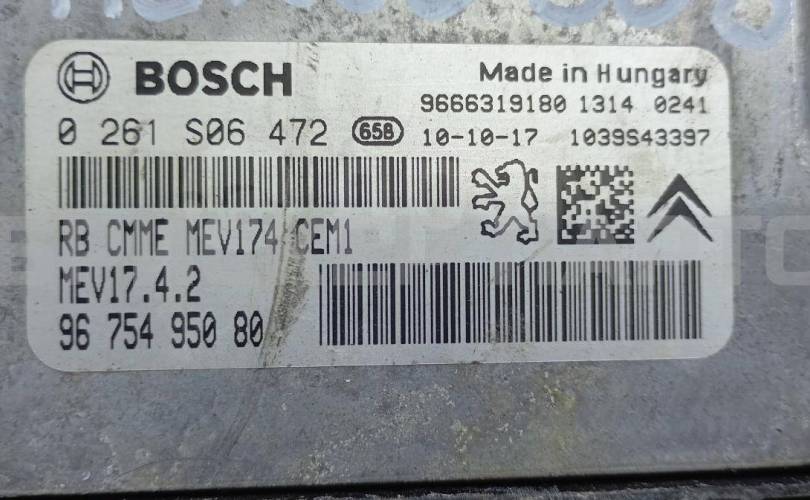 BOSCH
Made in Hungary
9666319180 1314 0241
0 261 S06 472 658 10-10-17 1039S43397
RB CMME MEV174 CEM1
MEV17.4.2
96 754 950 80